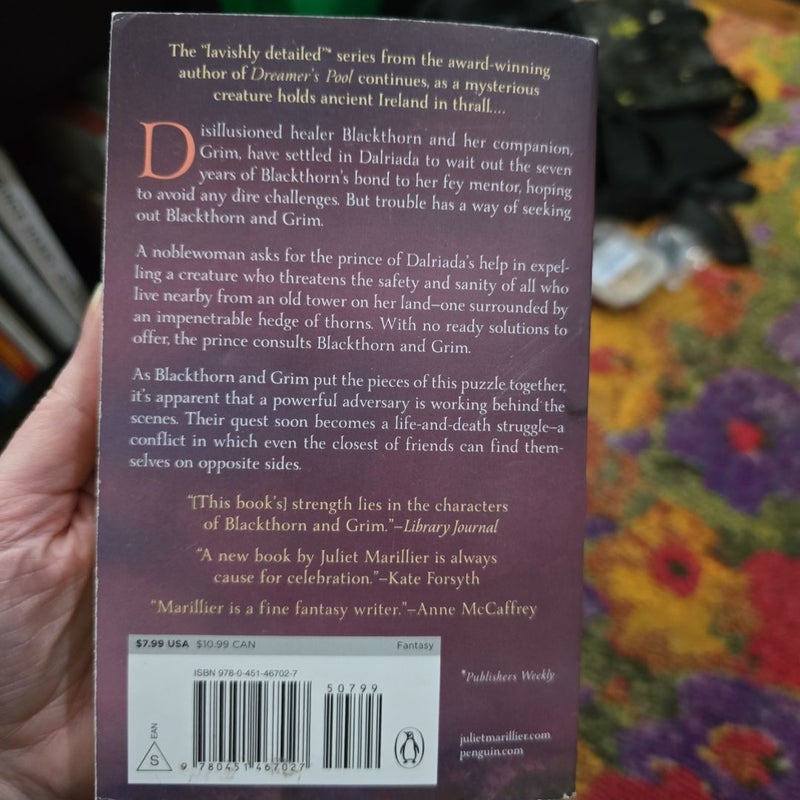 The "lavishly detailed"* series from the award-winning
author of Dreamer's Pool continues, as a mysterious
creature holds ancient Ireland in thrall....
Disillusioned healer Blackthorn and her companion,
Grim, have settled in Dalriada to wait out the seven
years of Blackthorn's bond to her fey mentor, hoping
to avoid any dire challenges. But trouble has a way of seeking
out Blackthorn and Grim.
A noblewoman asks for the prince of Dalriada's help in expel-
ling a creature who threatens the safety and sanity of all who
live nearby from an old tower on her land—one surrounded by
an impenetrable hedge of thorns. With no ready solutions to
offer, the prince consults Blackthorn and Grim.
As Blackthorn and Grim put the pieces of this puzzle together,
it's apparent that a powerful adversary is working behind the
scenes. Their quest soon becomes a life-and-death struggle—a
conflict in which even the closest of friends can find them-
selves on opposite sides.
"[This book's] strength lies in the characters
of Blackthorn and Grim."—Library Journal
"A new book by Juliet Marillier is always
cause for celebration."—Kate Forsyth
"Marillier is a fine fantasy writer."—Anne McCaffrey
$7.99 USA $10.99 CAN Fantasy
ISBN 978-0-451-46702-7
50799
EAN
S
9 780451 467027
*Publishers Weekly
julietmarillier.com
penguin.com